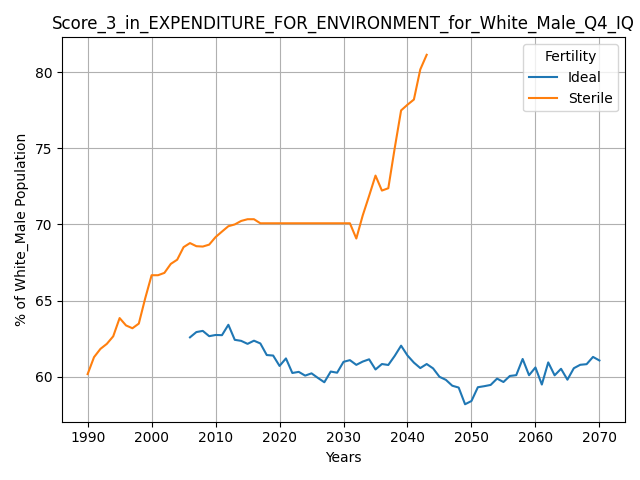 Score_3_in_EXPENDITURE_FOR_ENVIRONMENT_for_White_Male_Q4_IQ
Fertility
Ideal
Sterile
% of White_Male Population
80
75
70
65
60
1990 2000 2010 2020 2030 2040 2050 2060 2070
Years